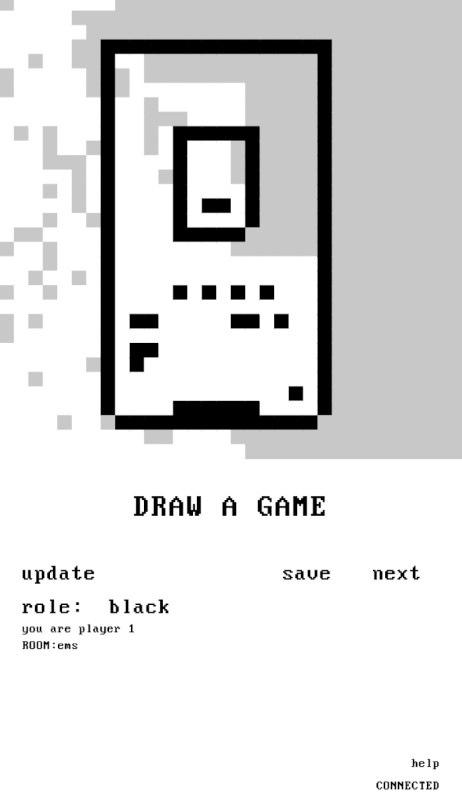 DRAW A GAME
update save next
role: black
you are player 1
ROOM:ems
help
CONNECTED